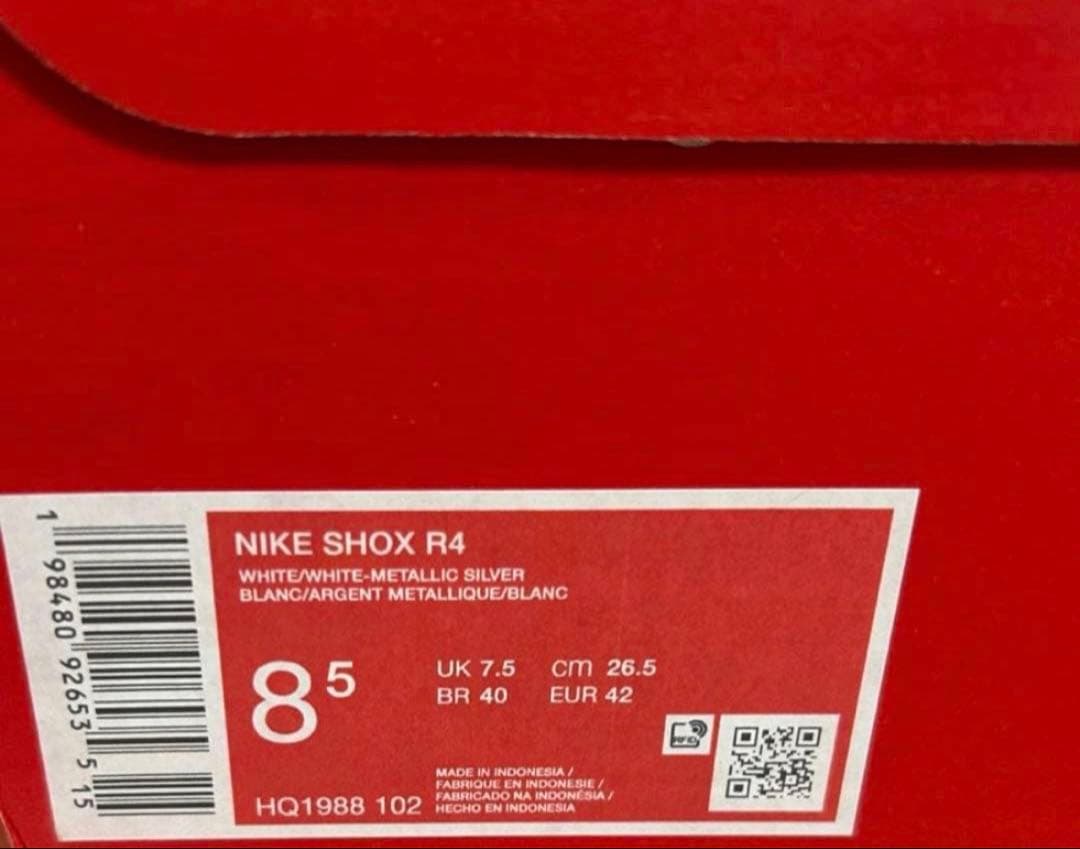 NIKE SHOX R4
WHITE/WHITE-METALLIC SILVER
BLANC/ARGENT METALLIQUE/BLANC
8 5
UK 7.5 cm 26.5
BR 40 EUR 42
RFID
MADE IN INDONESIA /
FABRIQUE EN INDONESIE /
FABRICADO NA INDONÉSIA /
HECHO EN INDONESIA
HQ1988 102
1 98480 92653 5 15